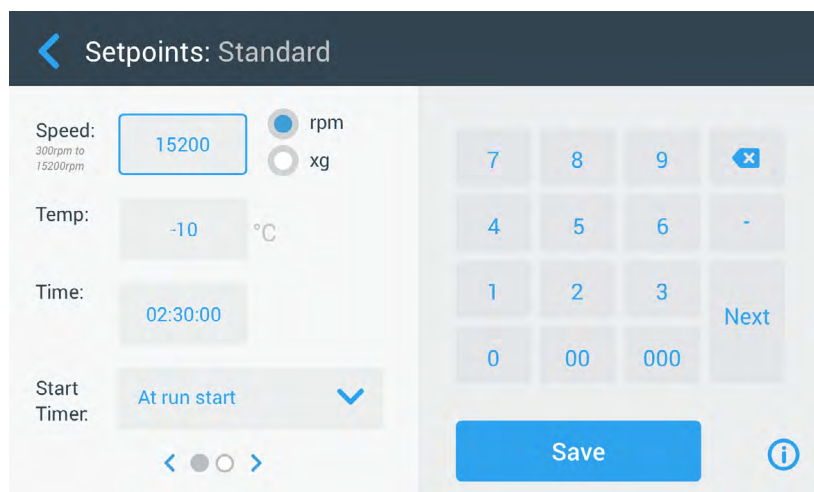 Setpoints: Standard
Speed:
300rpm to
15200rpm
15200
rpm
xg
Temp:
-10
°C
Time:
02:30:00
Start
Timer:
At run start
7 8 9
4 5 6 -
1 2 3
Next
0 00 000
Save